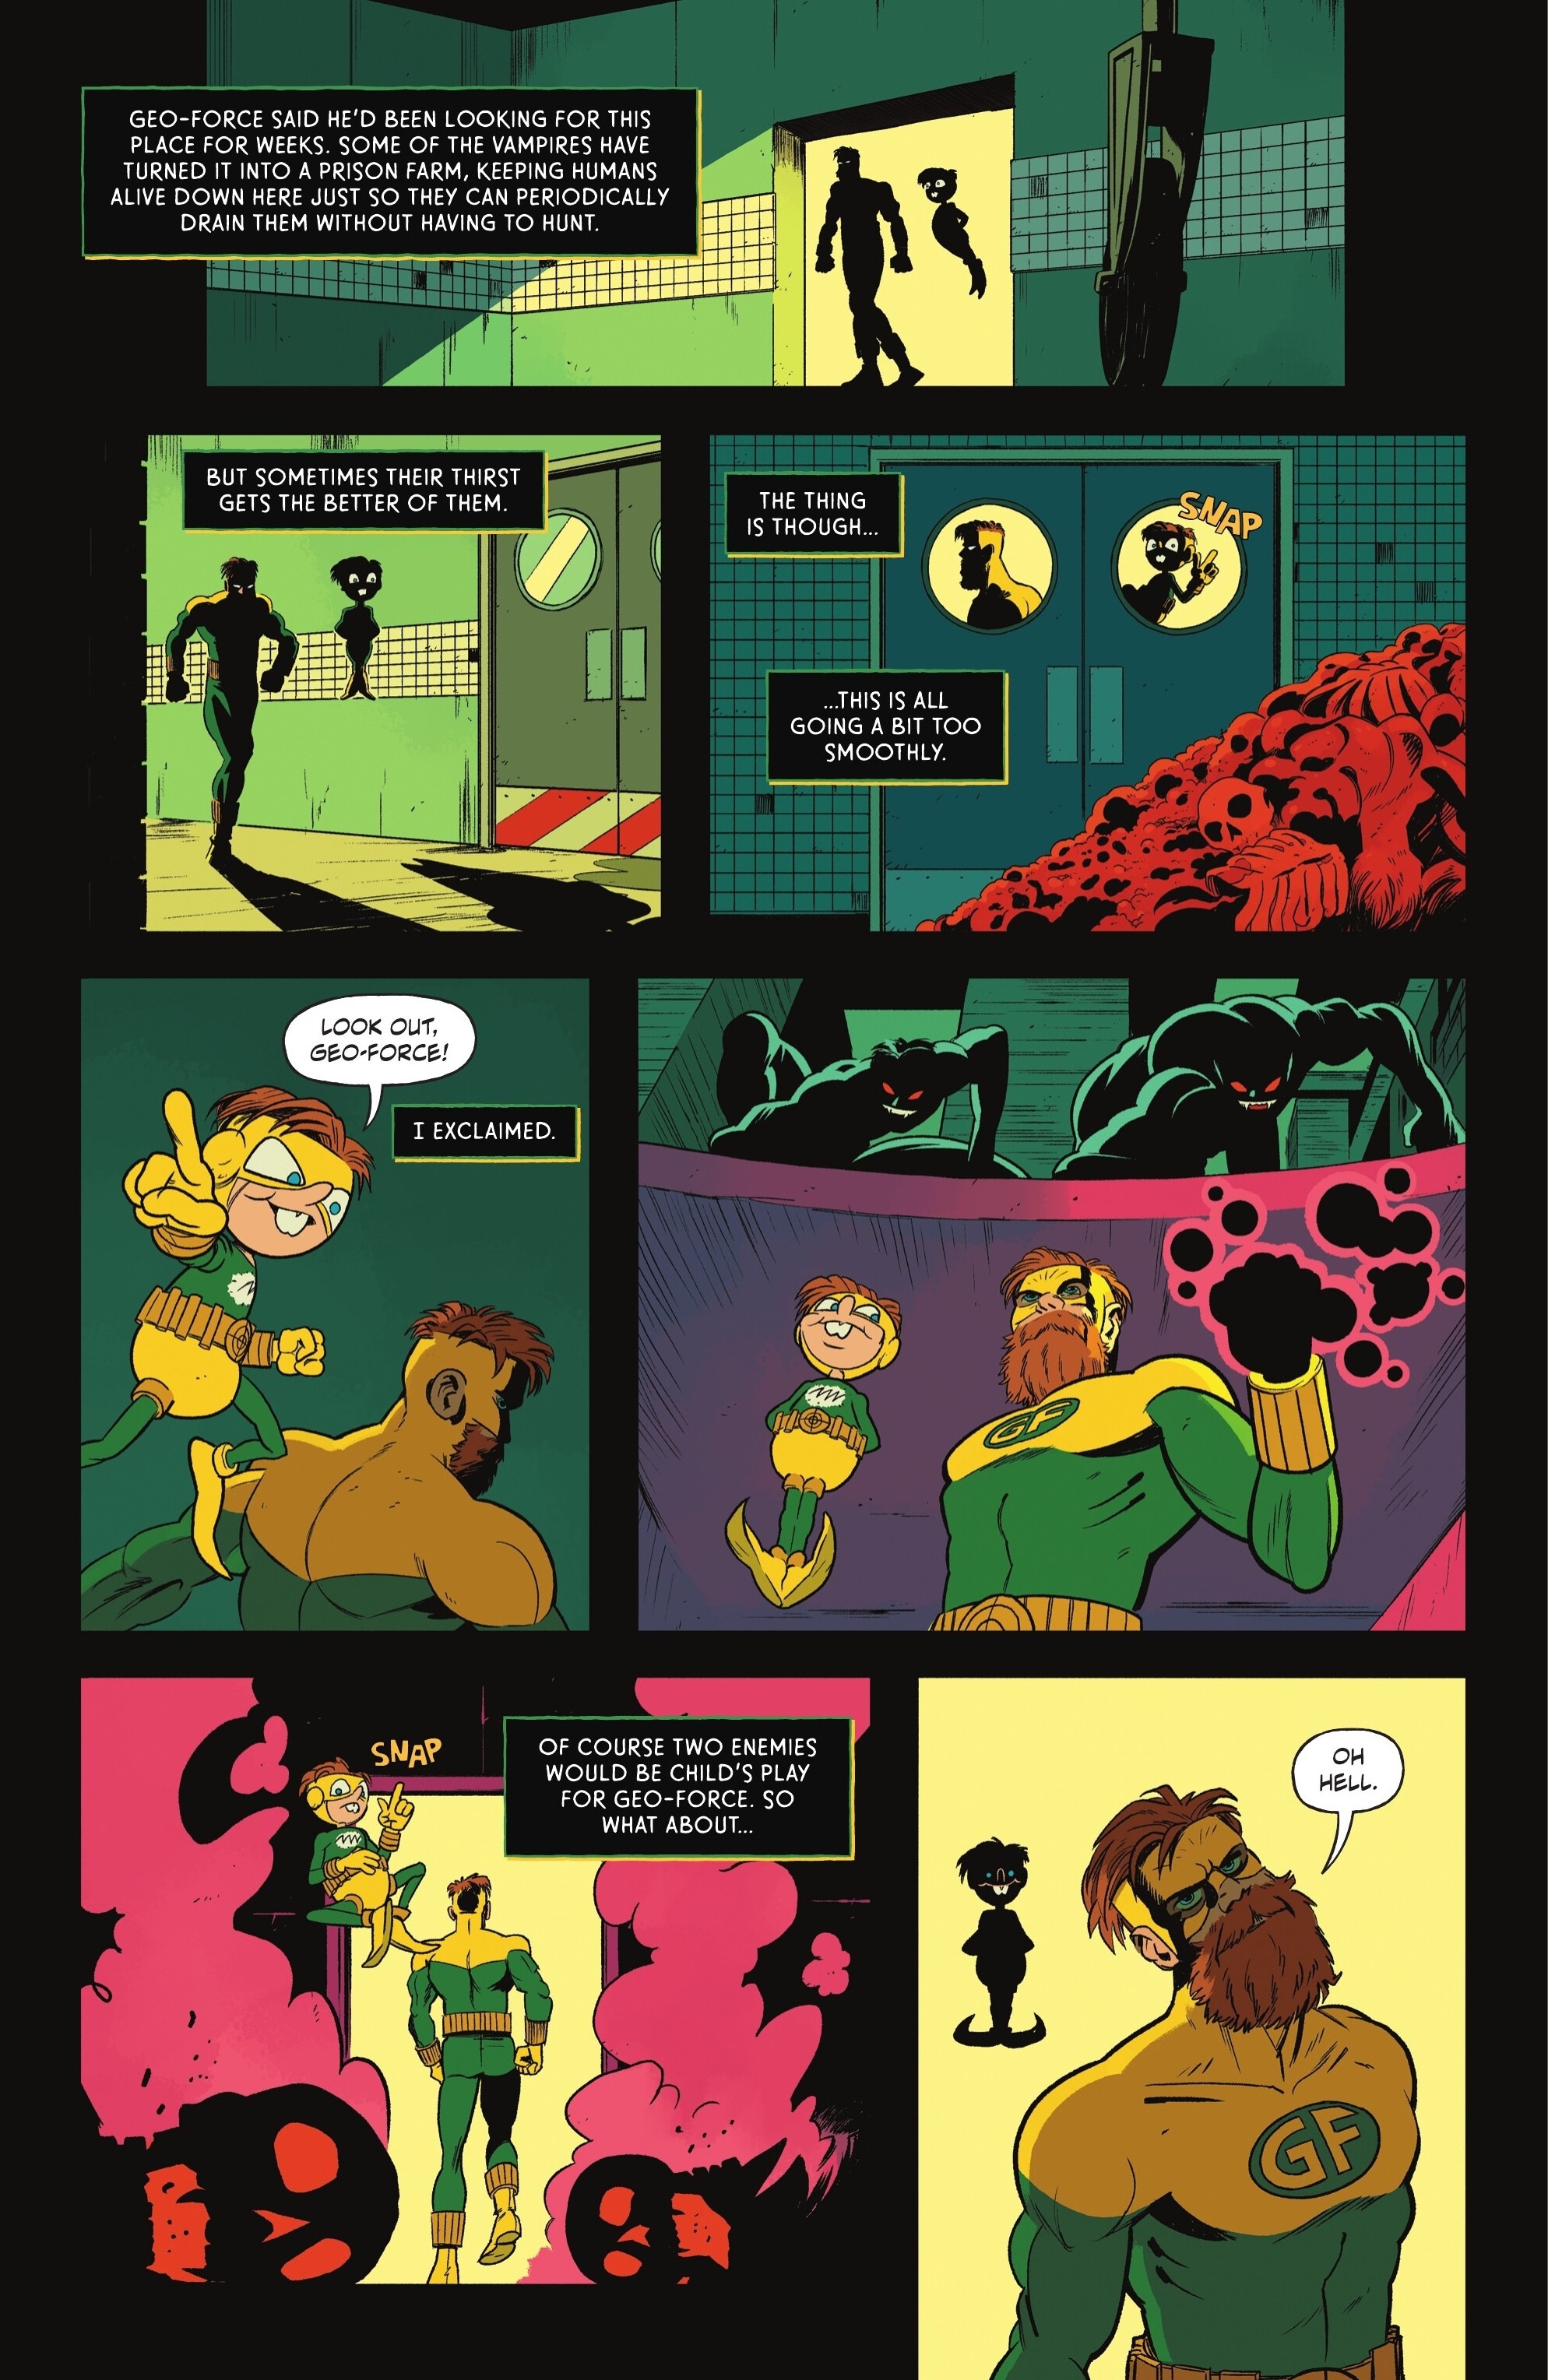 GEO-FORCE SAID HE'D BEEN LOOKING FOR THIS
PLACE FOR WEEKS. SOME OF THE VAMPIRES HAVE
TURNED IT INTO A PRISON FARM, KEEPING HUMANS
ALIVE DOWN HERE JUST SO THEY CAN PERIODICALLY
DRAIN THEM WITHOUT HAVING TO HUNT.
BUT SOMETIMES THEIR THIRST
GETS THE BETTER OF THEM.
THE THING
IS THOUGH...
SNAP
...THIS IS ALL
GOING A BIT TOO
SMOOTHLY.
LOOK OUT,
GEO-FORCE!
I EXCLAIMED.
GF
SNAP
OF COURSE TWO ENEMIES
WOULD BE CHILD'S PLAY
FOR GEO-FORCE. SO
WHAT ABOUT...
OH
HELL.
GF